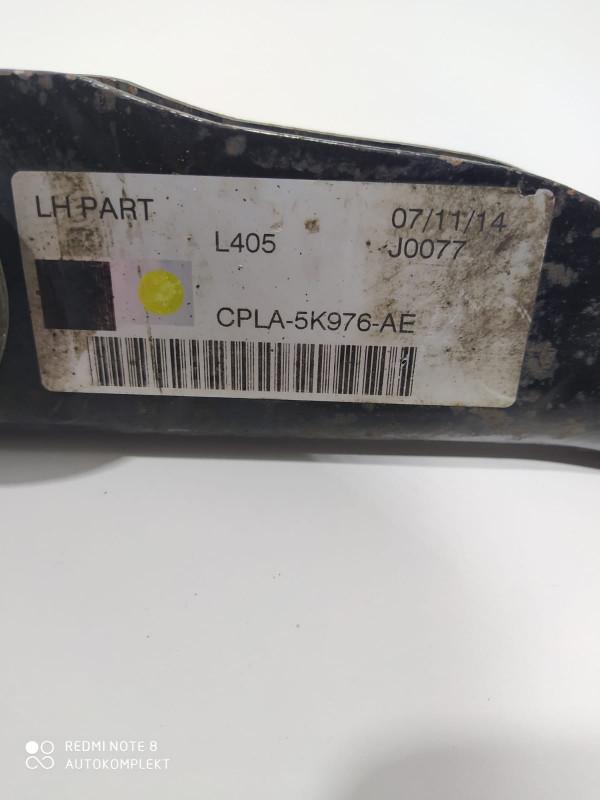 LH PART
07/11/14
L405
J0077
CPLA-5K976-AE
REDMI NOTE 8
AUTOKOMPLEKT